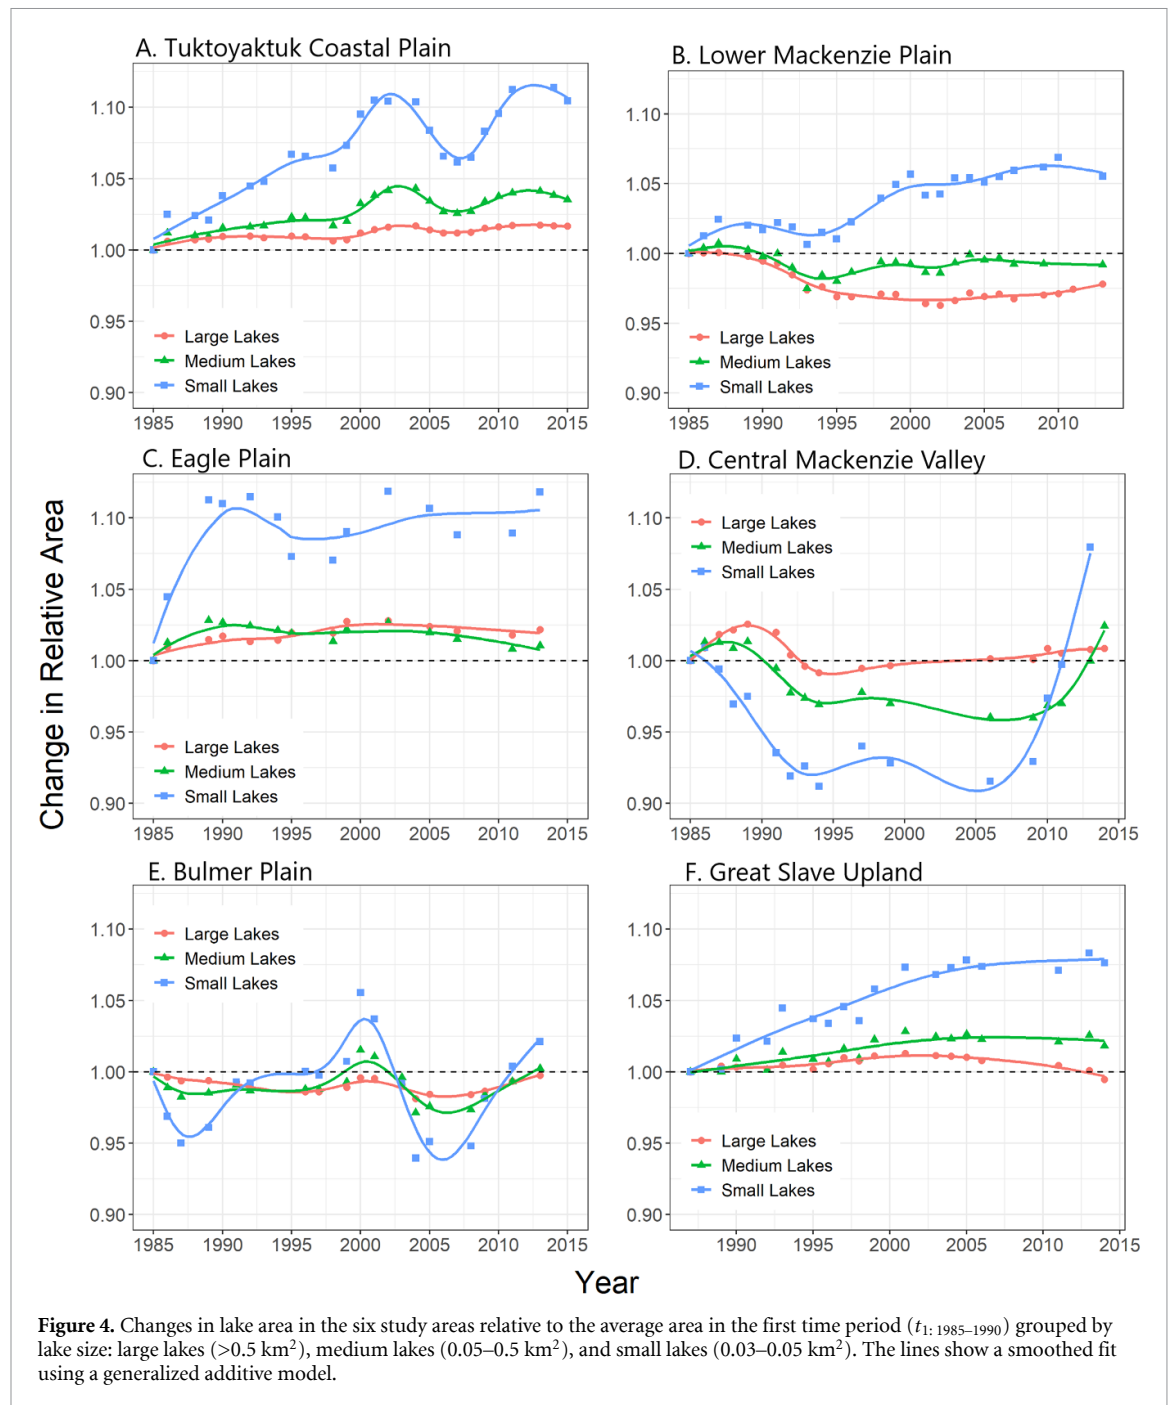 A. Tuktoyaktuk Coastal Plain
1.10
1.05
1.00
0.95
0.90
Large Lakes
Medium Lakes
Small Lakes
1985 1990 1995 2000 2005 2010 2015
B. Lower Mackenzie Plain
1.10
1.05
1.00
0.95
0.90
Large Lakes
Medium Lakes
Small Lakes
1985 1990 1995 2000 2005 2010
C. Eagle Plain
1.10
1.05
1.00
0.95
0.90
Large Lakes
Medium Lakes
Small Lakes
1985 1990 1995 2000 2005 2010 2015
D. Central Mackenzie Valley
1.10
1.05
1.00
0.95
0.90
Large Lakes
Medium Lakes
Small Lakes
1985 1990 1995 2000 2005 2010 2015
Change in Relative Area
E. Bulmer Plain
1.10
1.05
1.00
0.95
0.90
Large Lakes
Medium Lakes
Small Lakes
1985 1990 1995 2000 2005 2010 2015
F. Great Slave Upland
1.10
1.05
1.00
0.95
0.90
Large Lakes
Medium Lakes
Small Lakes
1990 1995 2000 2005 2010 2015
Year
Figure 4. Changes in lake area in the six study areas relative to the average area in the first time period (t1: 1985–1990) grouped by
lake size: large lakes (>0.5 km²), medium lakes (0.05–0.5 km²), and small lakes (0.03–0.05 km²). The lines show a smoothed fit
using a generalized additive model.